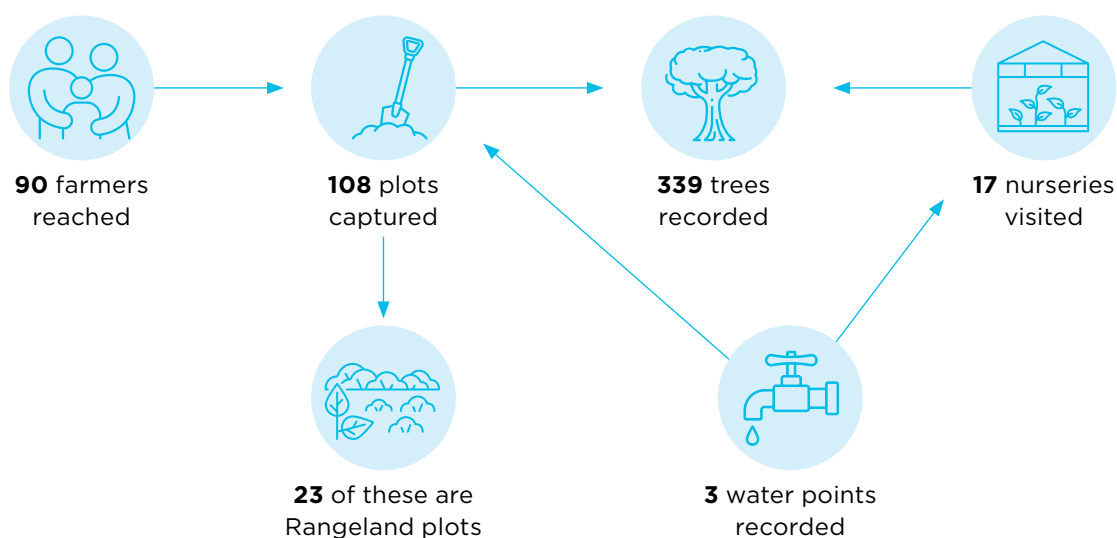 90 farmers
reached
108 plots
captured
339 trees
recorded
17 nurseries
visited
23 of these are
Rangeland plots
3 water points
recorded